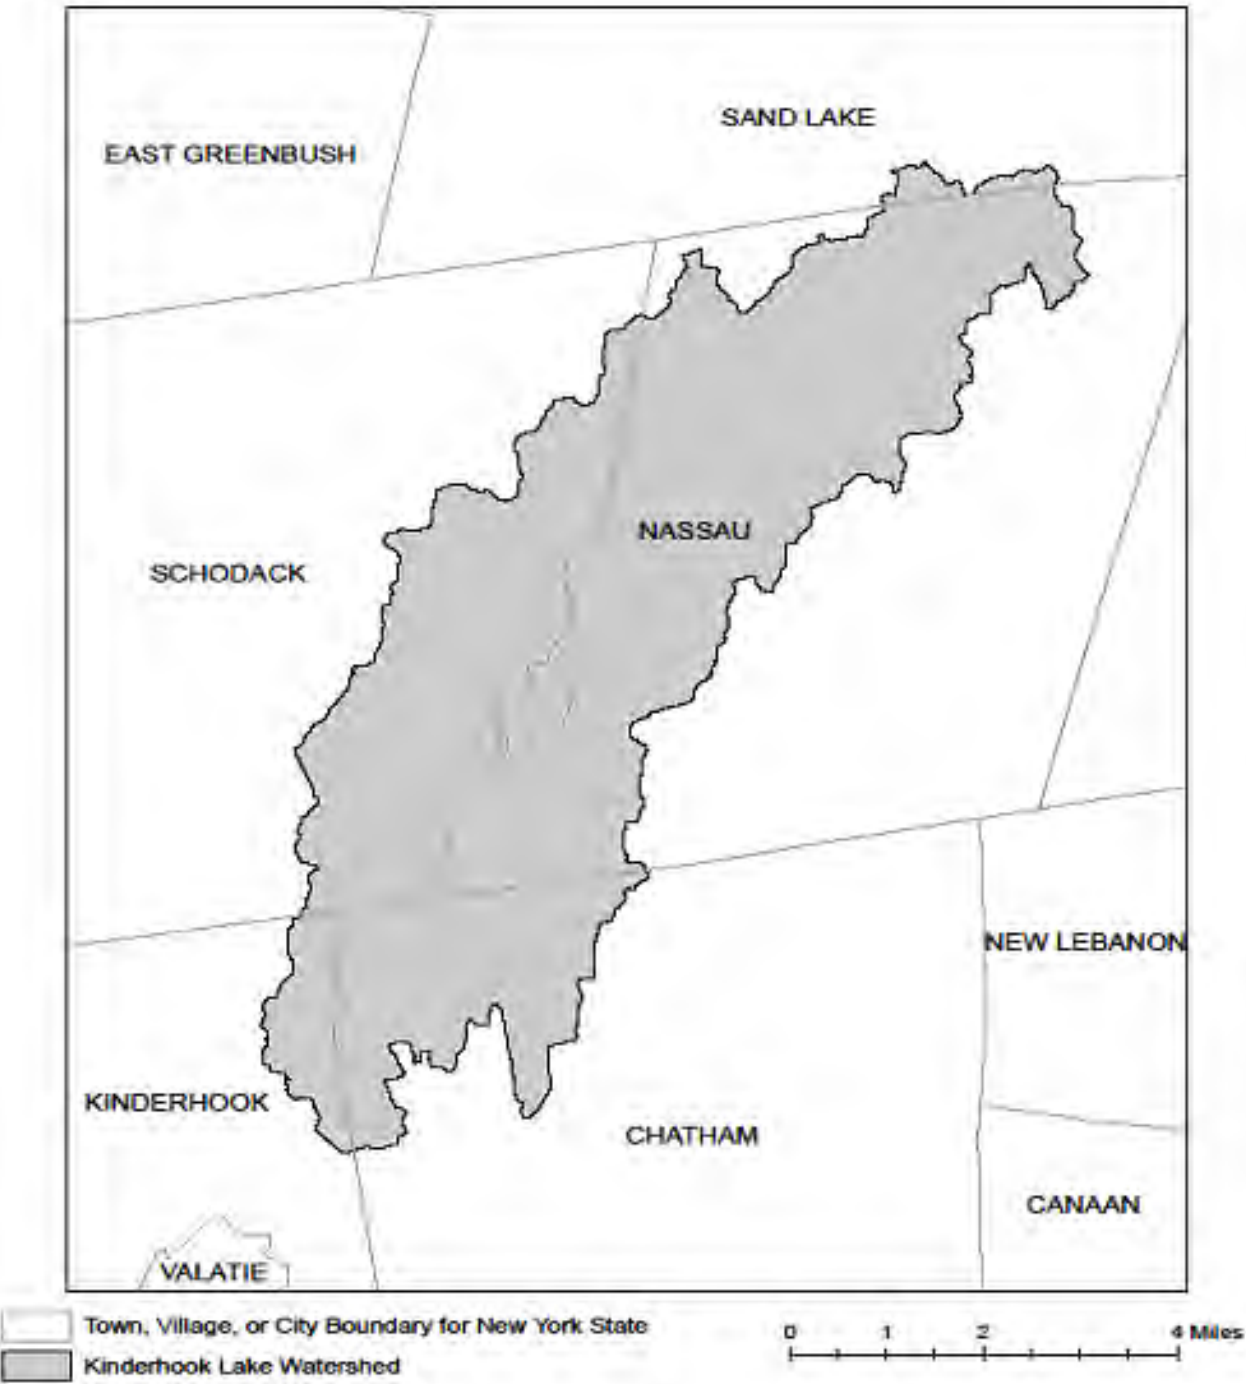 SAND LAKE
EAST GREENBUSH
NASSAU
SCHODACK
NEW LEBANON
KINDERHOOK
CHATHAM
CANAAN
VALATIE
Town, Village, or City Boundary for New York State
0 1 2 4 Miles
Kinderhook Lake Watershed